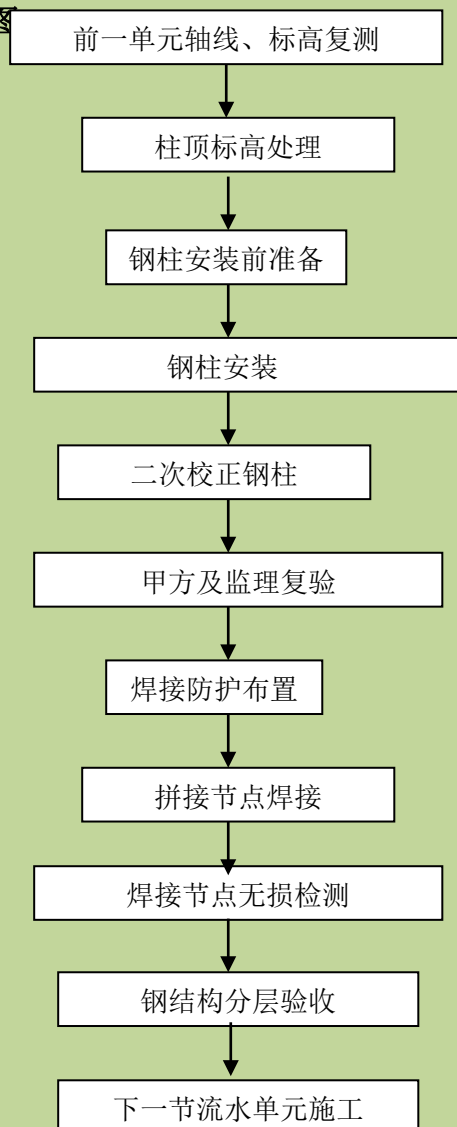 前一单元轴线、标高复测
柱顶标高处理
钢柱安装前准备
钢柱安装
二次校正钢柱
甲方及监理复验
焊接防护布置
拼接节点焊接
焊接节点无损检测
钢结构分层验收
下一节流水单元施工